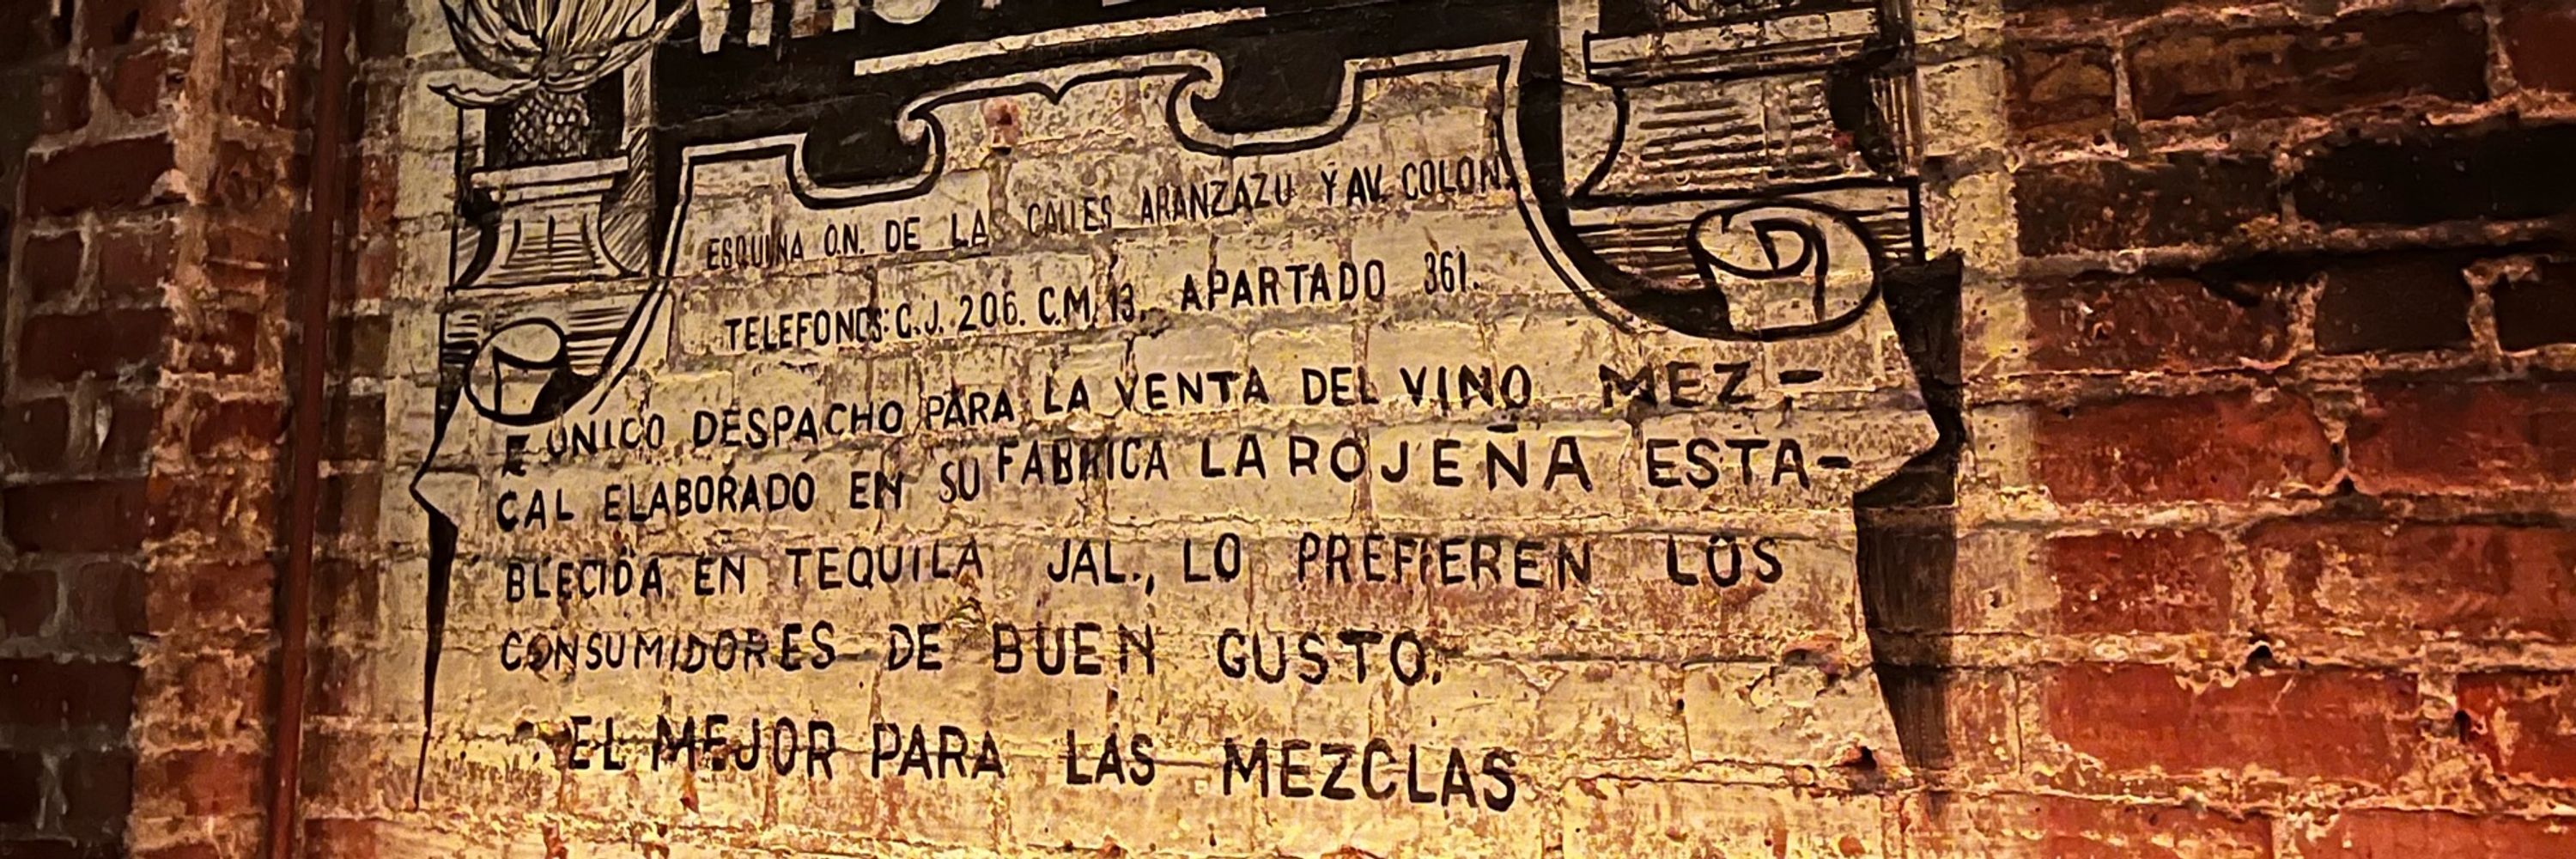 ESQUINA O.N. DE LAS CALLES ARANZAZU Y AV. COLON.
TELEFONOS: C.J. 206. C.M. 13. APARTADO 361.
UNICO DESPACHO PARA LA VENTA DEL VINO MEZ-
CAL ELABORADO EN SU FABRICA LA ROJEÑA ESTA-
BLECIDA EN TEQUILA JAL., LO PREFIEREN LOS
CONSUMIDORES DE BUEN GUSTO.
EL MEJOR PARA LAS MEZCLAS